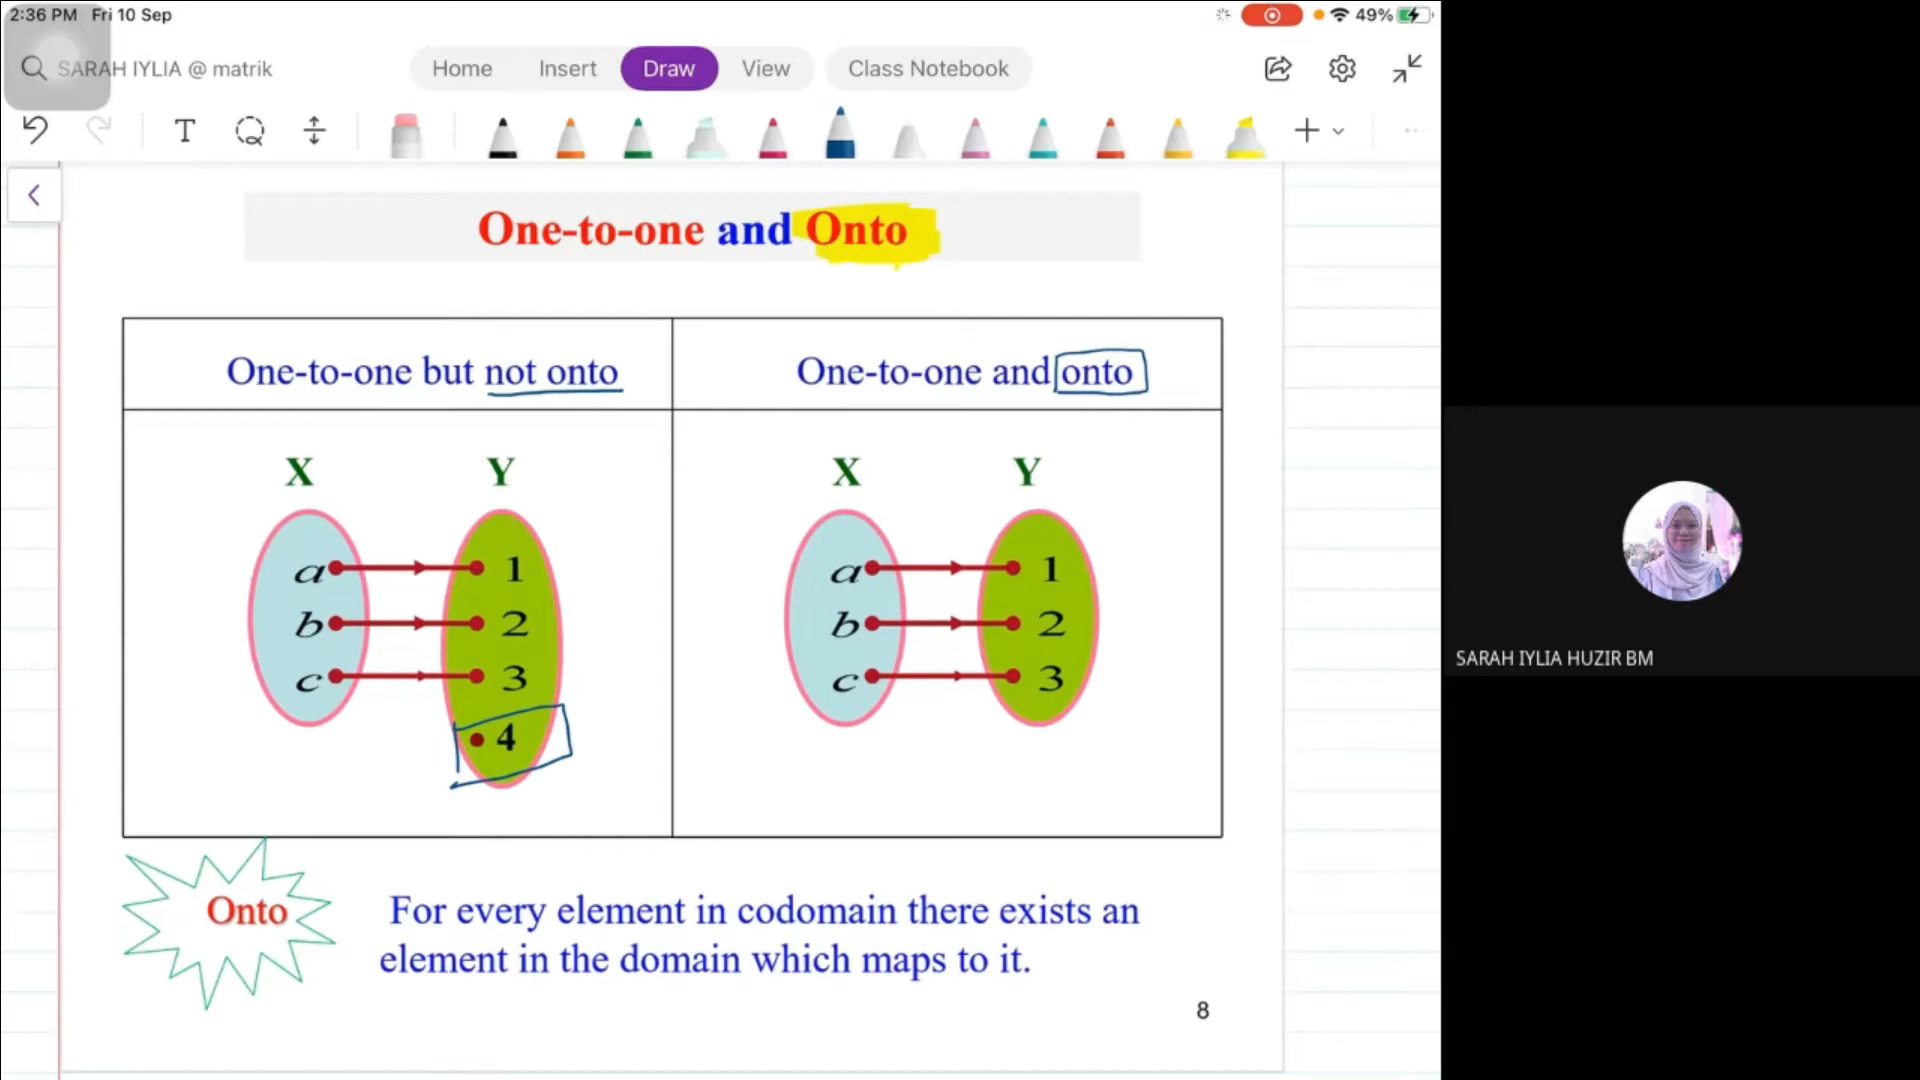 2:36 PM Fri 10 Sep
49%
SARAH IYLIA @ matrik
Home Insert Draw View Class Notebook
T
One-to-one and Onto
One-to-one but not onto
One-to-one and onto
X Y
a 1
b 2
c 3
4
X Y
a 1
b 2
c 3
Onto
For every element in codomain there exists an
element in the domain which maps to it.
8
SARAH IYLIA HUZIR BM